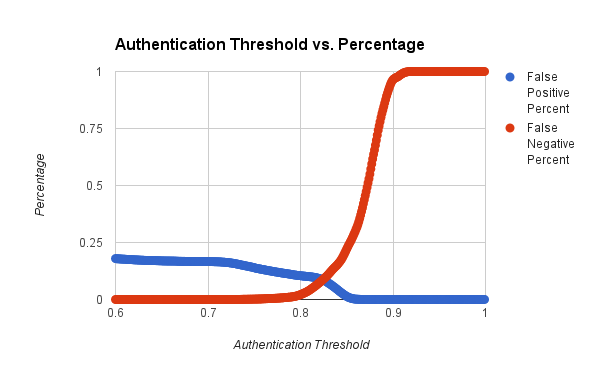 Authentication Threshold vs. Percentage
1
0.75
0.5
0.25
0
0.6
0.7
0.8
0.9
1
Percentage
Authentication Threshold
False
Positive
Percent
False
Negative
Percent